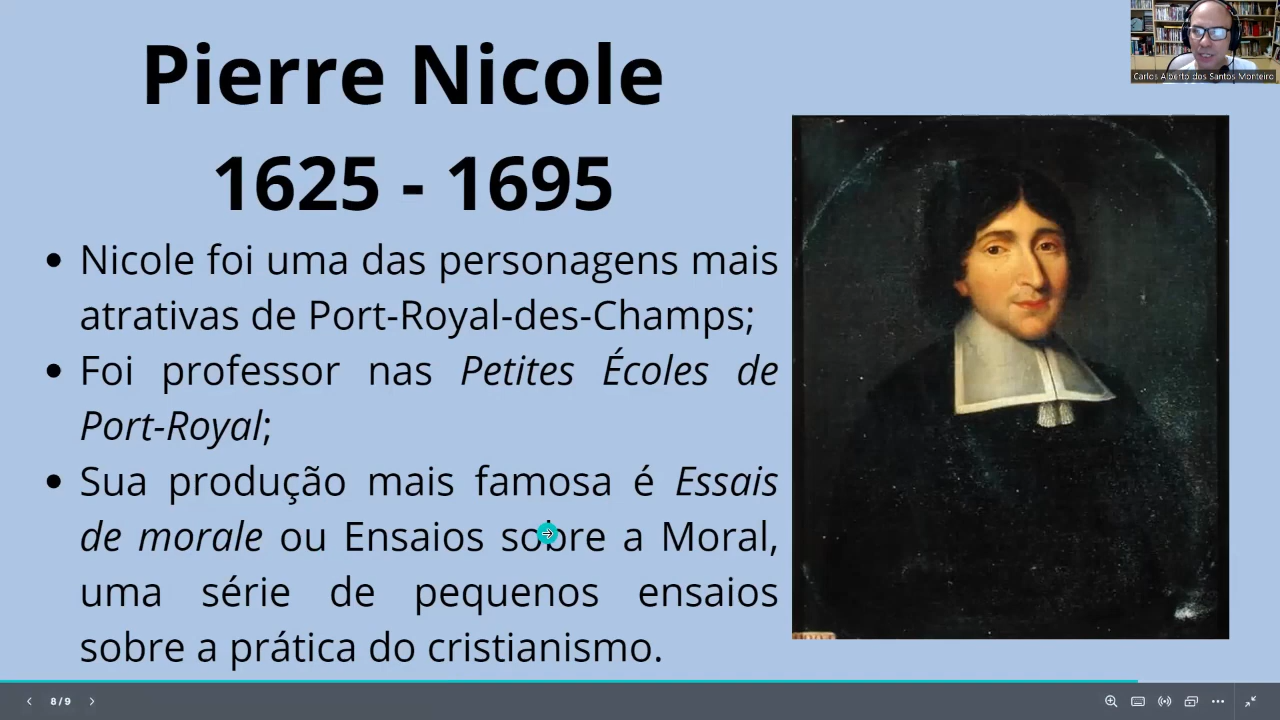 Pierre Nicole
1625 - 1695
Carlos Alberto dos Santos Monteiro
• Nicole foi uma das personagens mais
atrativas de Port-Royal-des-Champs;
• Foi professor nas Petites Écoles de
Port-Royal;
• Sua produção mais famosa é Essais
de morale ou Ensaios sobre a Moral,
uma série de pequenos ensaios
sobre a prática do cristianismo.
8/9